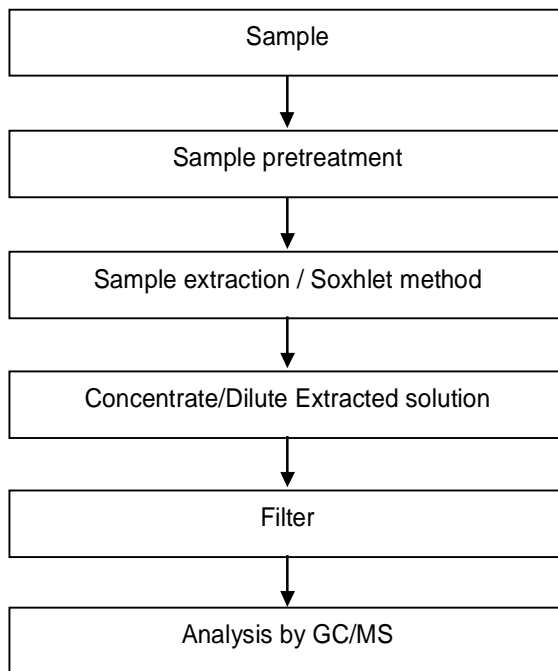 Sample
Sample pretreatment
Sample extraction / Soxhlet method
Concentrate/Dilute Extracted solution
Filter
Analysis by GC/MS